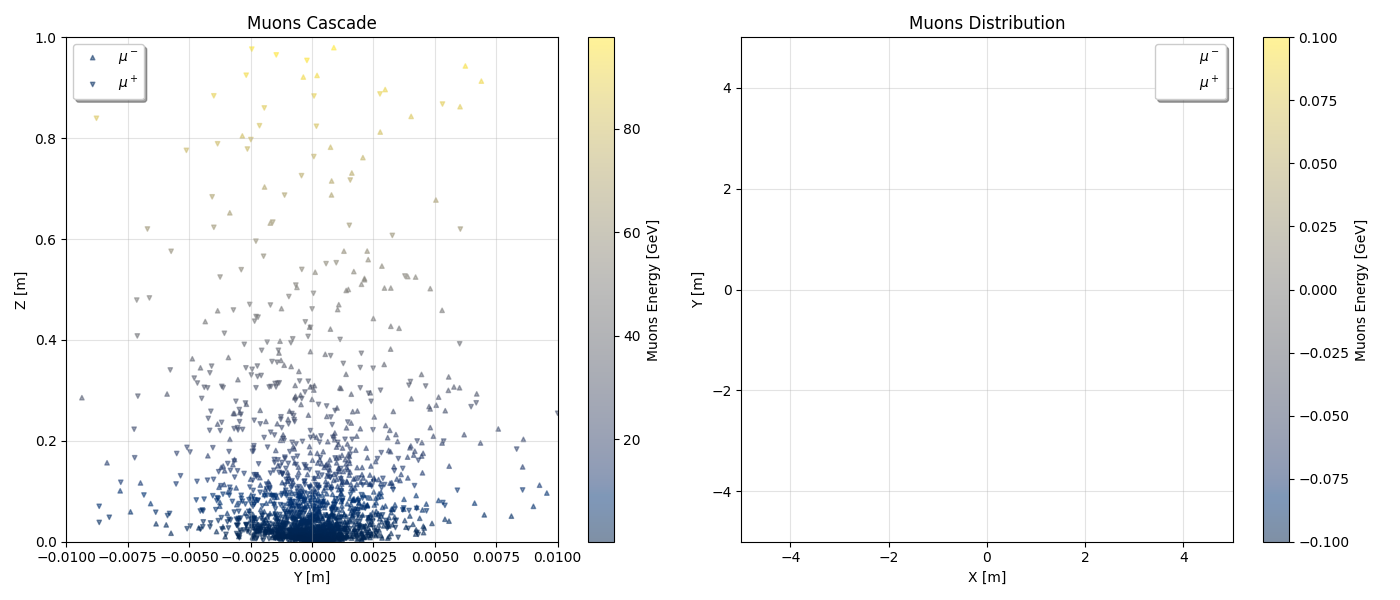 Muons Cascade
1.0
0.8
0.6
0.4
0.2
0.0
Z [m]
μ⁻
μ⁺
−0.0100 −0.0075 −0.0050 −0.0025 0.0000 0.0025 0.0050 0.0075 0.0100
Y [m]
80
60
40
20
Muons Energy [GeV]
Muons Distribution
4
2
0
−2
−4
Y [m]
μ⁻
μ⁺
−4 −2 0 2 4
X [m]
0.100
0.075
0.050
0.025
0.000
−0.025
−0.050
−0.075
−0.100
Muons Energy [GeV]